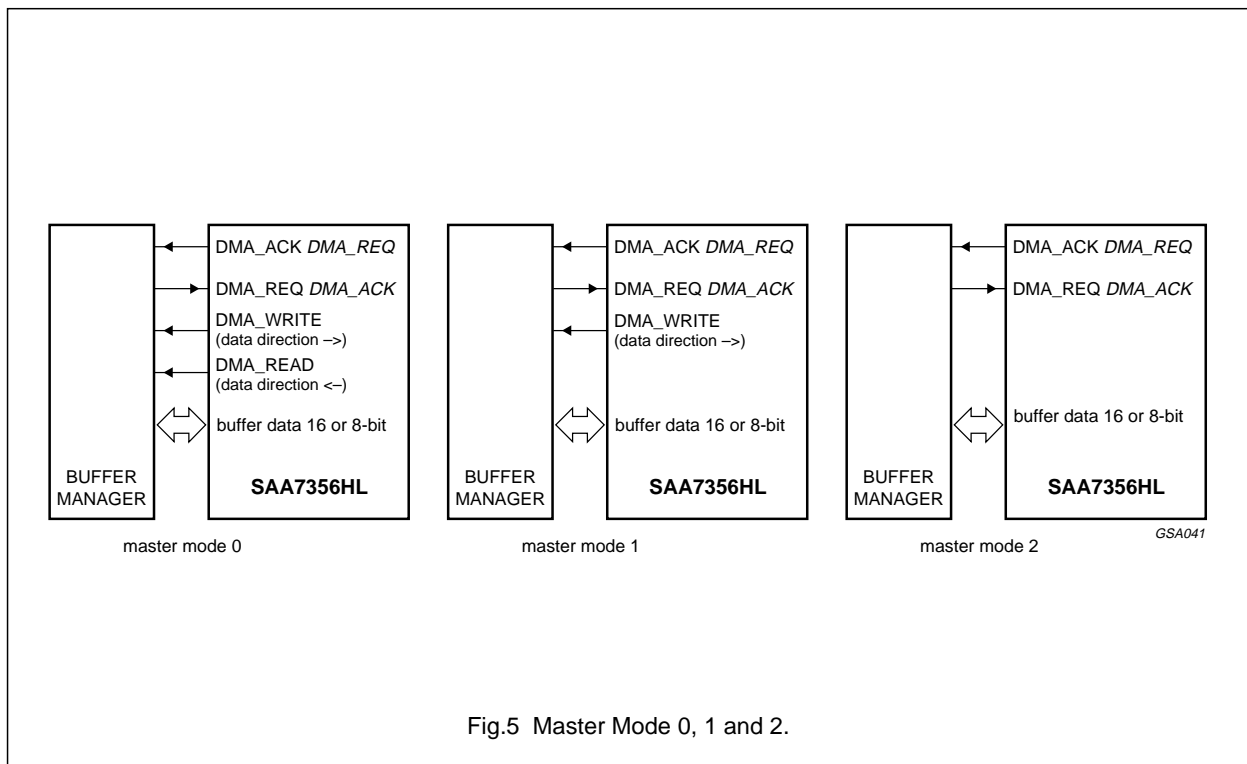 DMA_ACK DMA_REQ
DMA_REQ DMA_ACK
DMA_WRITE
(data direction –>)
DMA_READ
(data direction <–)
buffer data 16 or 8-bit
BUFFER
MANAGER
SAA7356HL
master mode 0
DMA_ACK DMA_REQ
DMA_REQ DMA_ACK
DMA_WRITE
(data direction –>)
buffer data 16 or 8-bit
BUFFER
MANAGER
SAA7356HL
master mode 1
DMA_ACK DMA_REQ
DMA_REQ DMA_ACK
buffer data 16 or 8-bit
BUFFER
MANAGER
SAA7356HL
master mode 2
GSA041
Fig.5 Master Mode 0, 1 and 2.